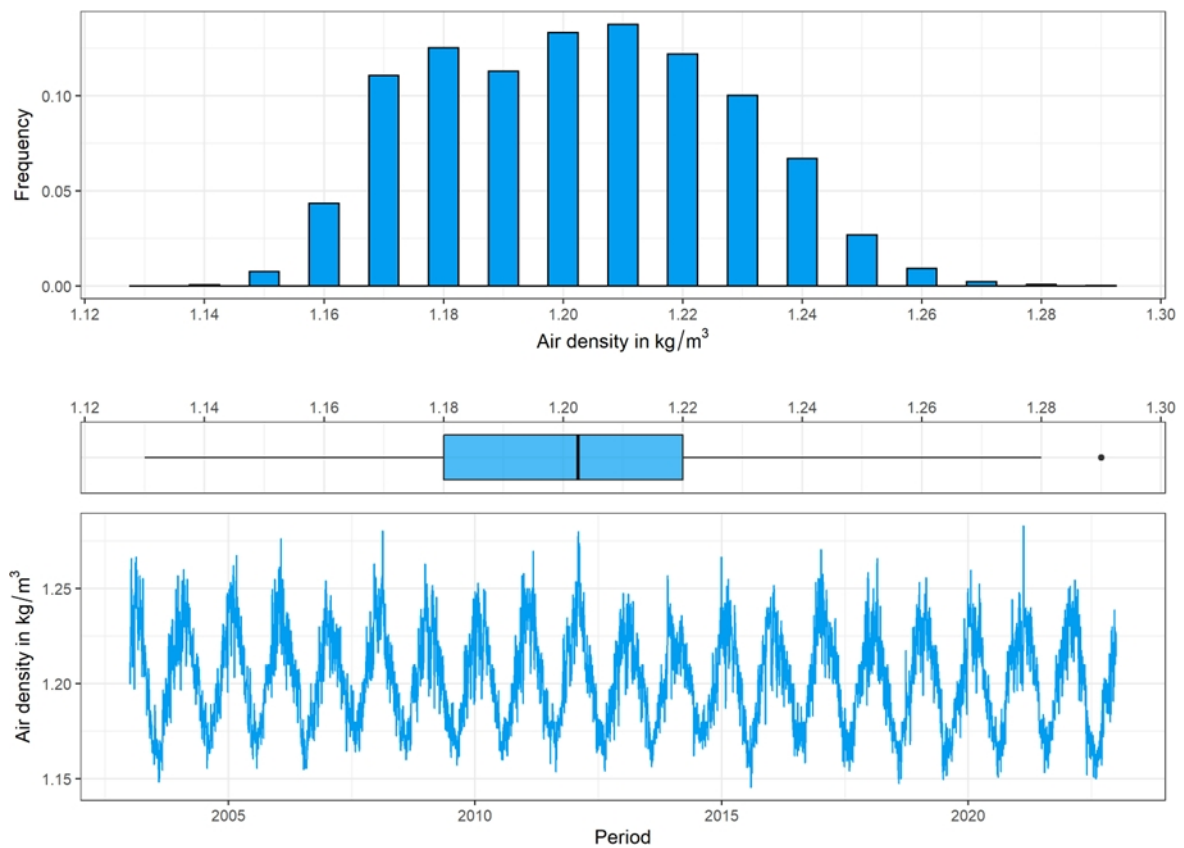 0.10
0.05
0.00
Frequency
1.12 1.14 1.16 1.18 1.20 1.22 1.24 1.26 1.28 1.30
Air density in kg/m³
1.12 1.14 1.16 1.18 1.20 1.22 1.24 1.26 1.28 1.30
1.25
1.20
1.15
Air density in kg/m³
2005 2010 2015 2020
Period